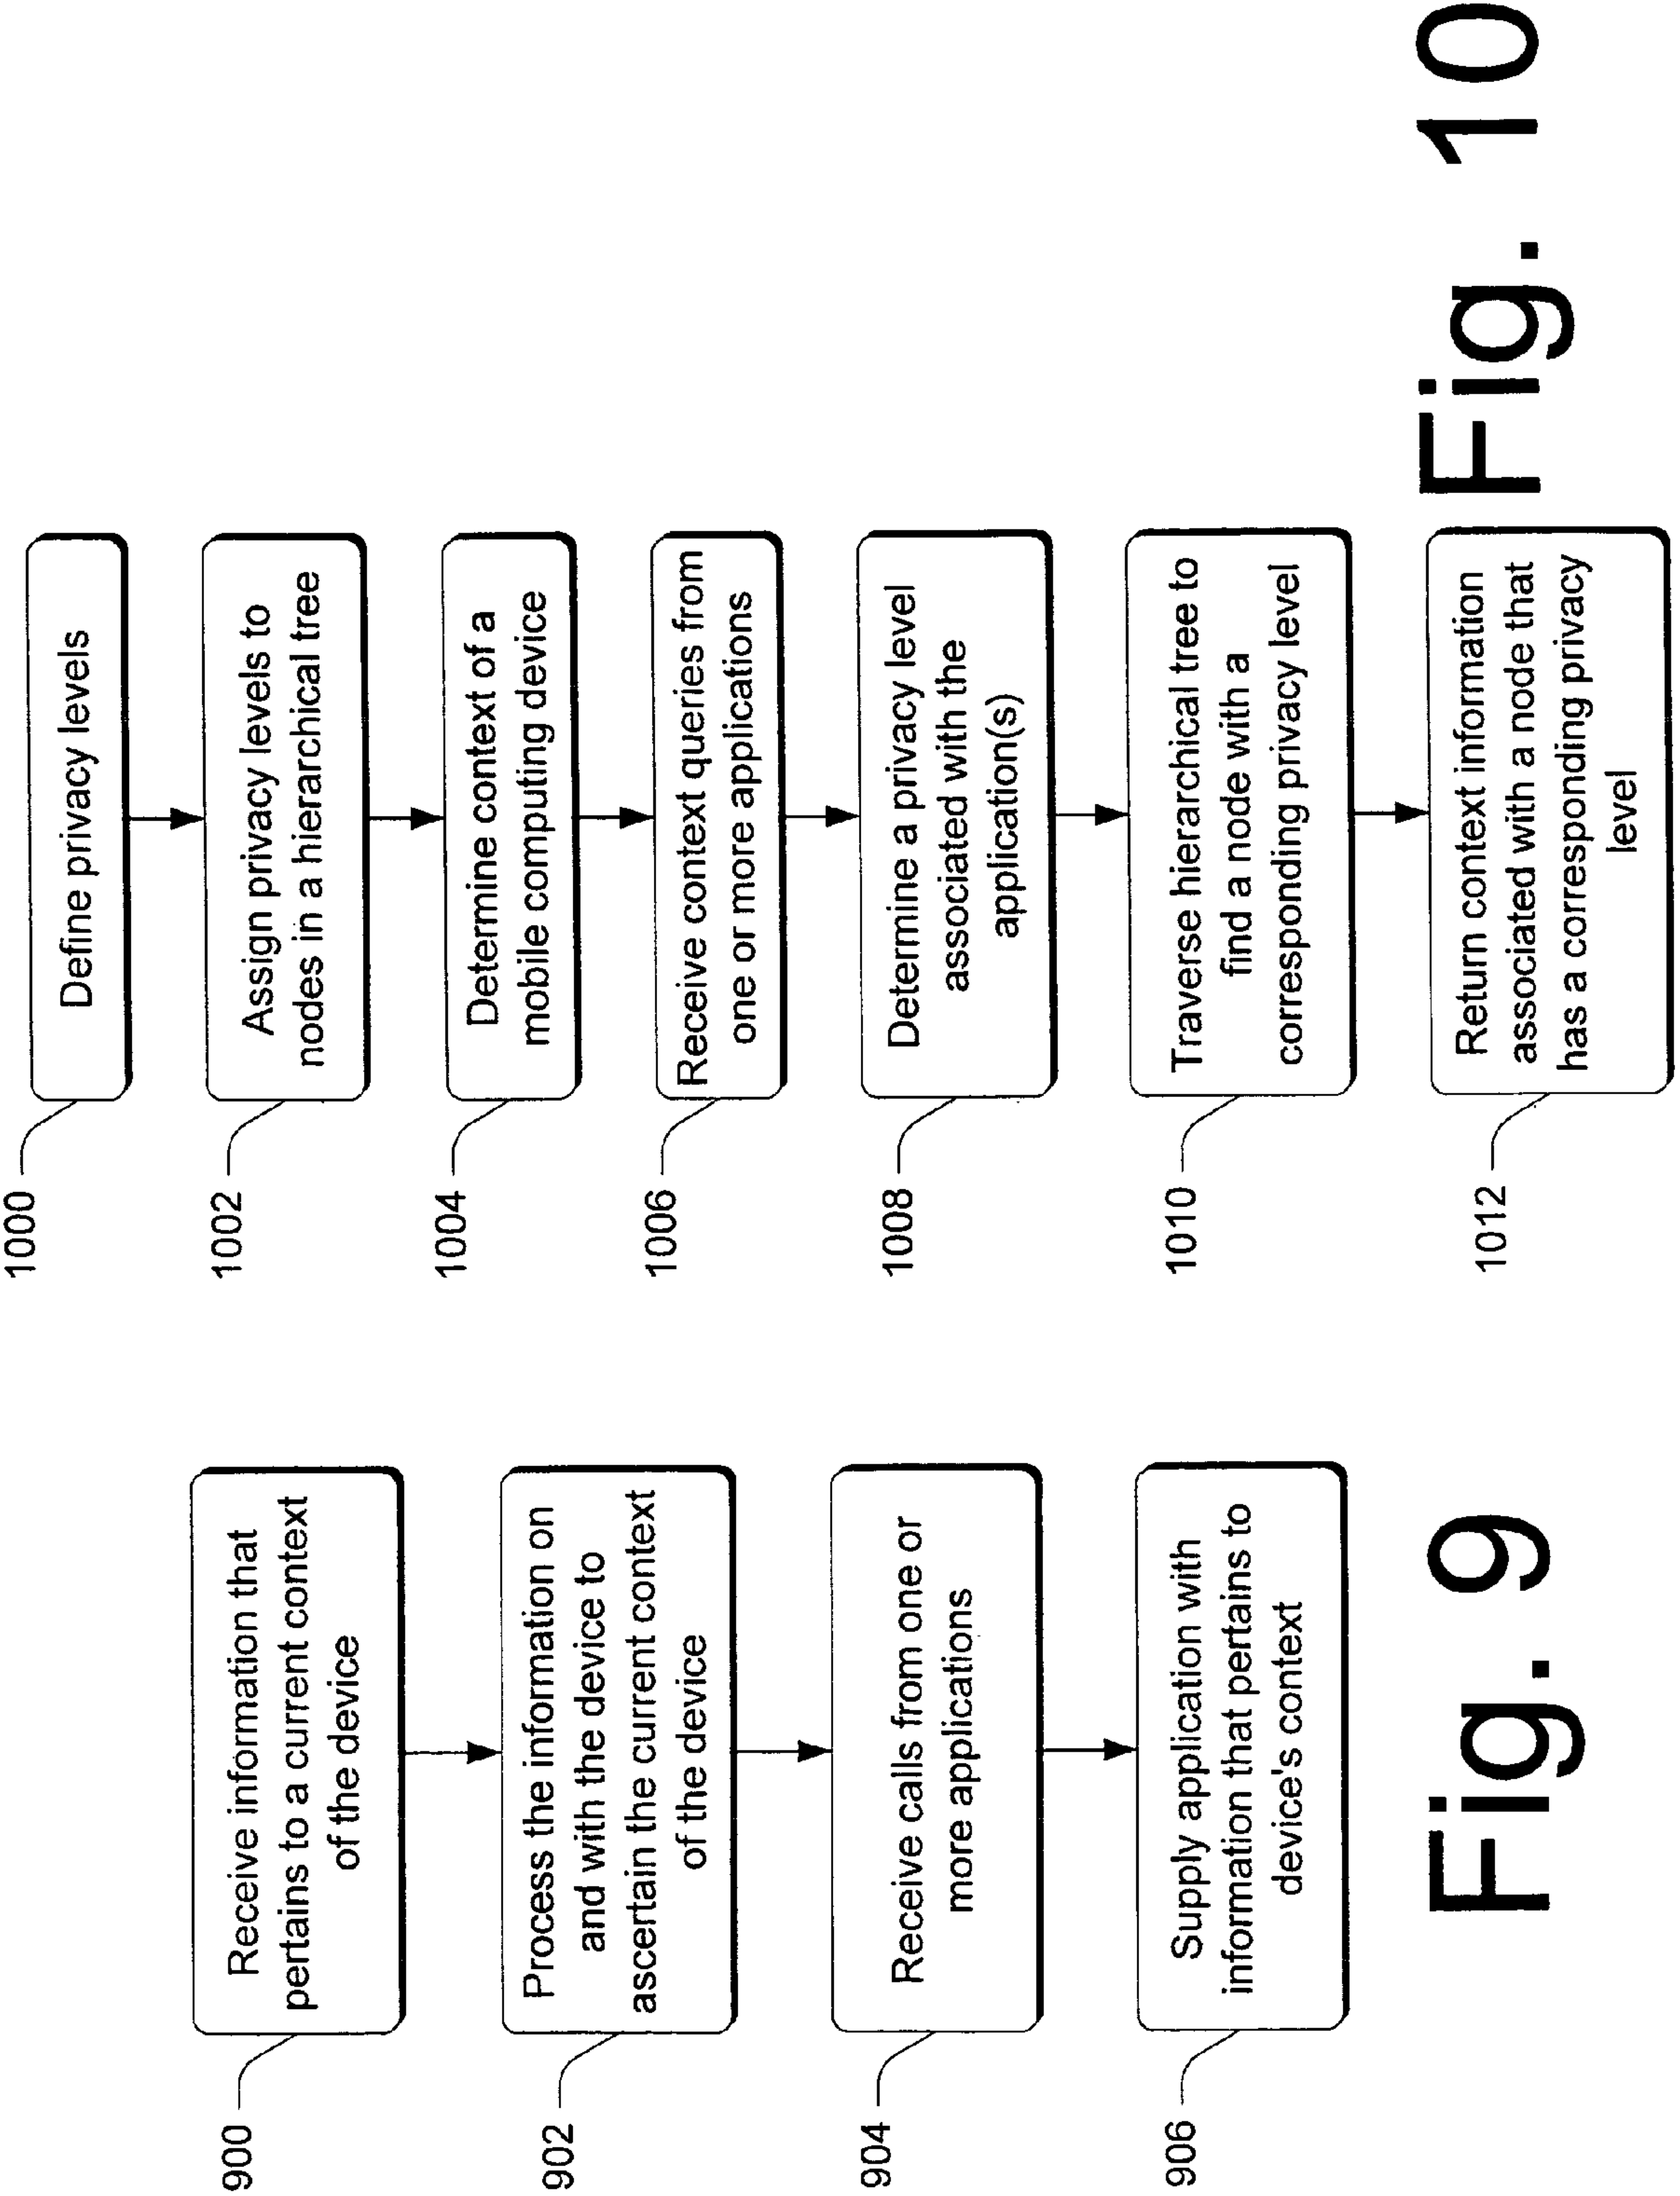 900
Receive information that
pertains to a current context
of the device
902
Process the information on
and with the device to
ascertain the current context
of the device
904
Receive calls from one or
more applications
906
Supply application with
information that pertains to
device's context
Fig. 9
1000
Define privacy levels
1002
Assign privacy levels to
nodes in a hierarchical tree
1004
Determine context of a
mobile computing device
1006
Receive context queries from
one or more applications
1008
Determine a privacy level
associated with the
application(s)
1010
Traverse hierarchical tree to
find a node with a
corresponding privacy level
1012
Return context information
associated with a node that
has a corresponding privacy
level
Fig. 10